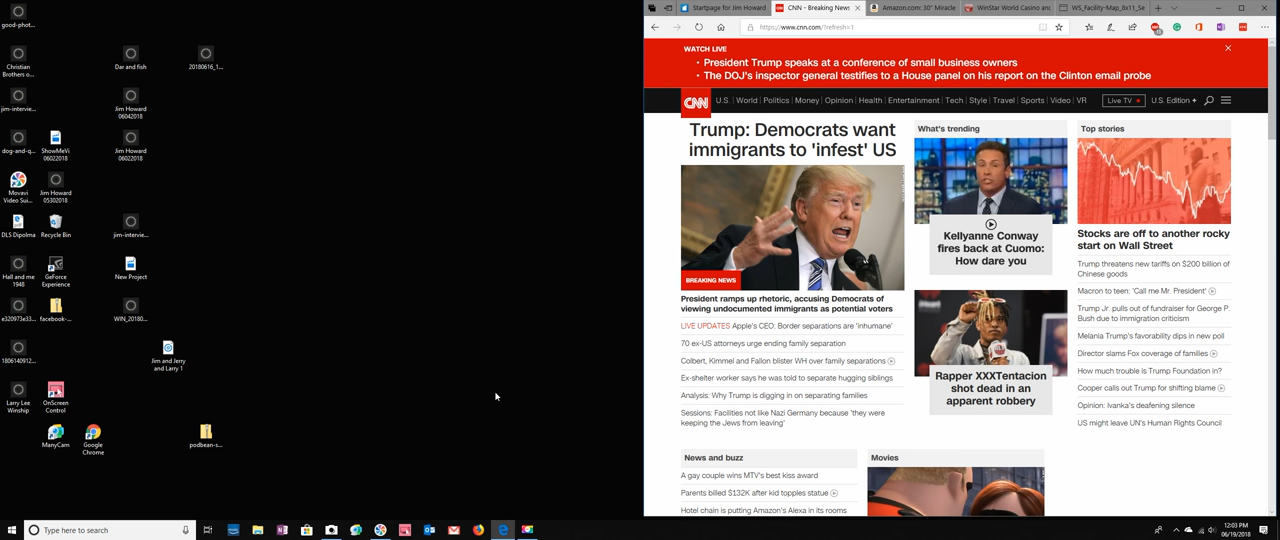 good-phot...
Christian
Brothers o...
Dar and fish
20180616_1...
jim-intervie...
Jim Howard
06042018
dog-and-q...
ShowMeVi
06022018
Jim Howard
06022018
Movavi
Video Sui...
Jim Howard
05302018
DLS Dipolma
Recycle Bin
jim-intervie...
Hall and me
1948
GeForce
Experience
New Project
e320973e33...
facebook-...
WIN_20180...
1806140912...
Jim and Jerry
and Larry 1
Larry Lee
Winship
OnScreen
Control
ManyCam
Google
Chrome
podbean-s...
Type here to search
Startpage for Jim Howard
CNN - Breaking News
Amazon.com: 30" Miracle
WinStar World Casino and
WS_Facility-Map_8x11_Se
https://www.cnn.com/?refresh=1
WATCH LIVE
• President Trump speaks at a conference of small business owners
• The DOJ's inspector general testifies to a House panel on his report on the Clinton email probe
CNN U.S. World Politics Money Opinion Health Entertainment Tech Style Travel Sports Video VR Live TV U.S. Edition +
Trump: Democrats want
immigrants to 'infest' US
BREAKING NEWS
President ramps up rhetoric, accusing Democrats of
viewing undocumented immigrants as potential voters
LIVE UPDATES Apple's CEO: Border separations are 'inhumane'
70 ex-US attorneys urge ending family separation
Colbert, Kimmel and Fallon blister WH over family separations
Ex-shelter worker says he was told to separate hugging siblings
Analysis: Why Trump is digging in on separating families
Sessions: Facilities not like Nazi Germany because 'they were
keeping the Jews from leaving'
What's trending
Kellyanne Conway
fires back at Cuomo:
How dare you
Rapper XXXTentacion
shot dead in an
apparent robbery
Top stories
Stocks are off to another rocky
start on Wall Street
Trump threatens new tariffs on $200 billion of
Chinese goods
Macron to teen: 'Call me Mr. President'
Trump Jr. pulls out of fundraiser for George P.
Bush due to immigration criticism
Melania Trump's favorability dips in new poll
Director slams Fox coverage of families
How much trouble is Trump Foundation in?
Cooper calls out Trump for shifting blame
Opinion: Ivanka's deafening silence
US might leave UN's Human Rights Council
News and buzz
A gay couple wins MTV's best kiss award
Parents billed $132K after kid topples statue
Hotel chain is putting Amazon's Alexa in its rooms
Movies
12:03 PM
06/19/2018